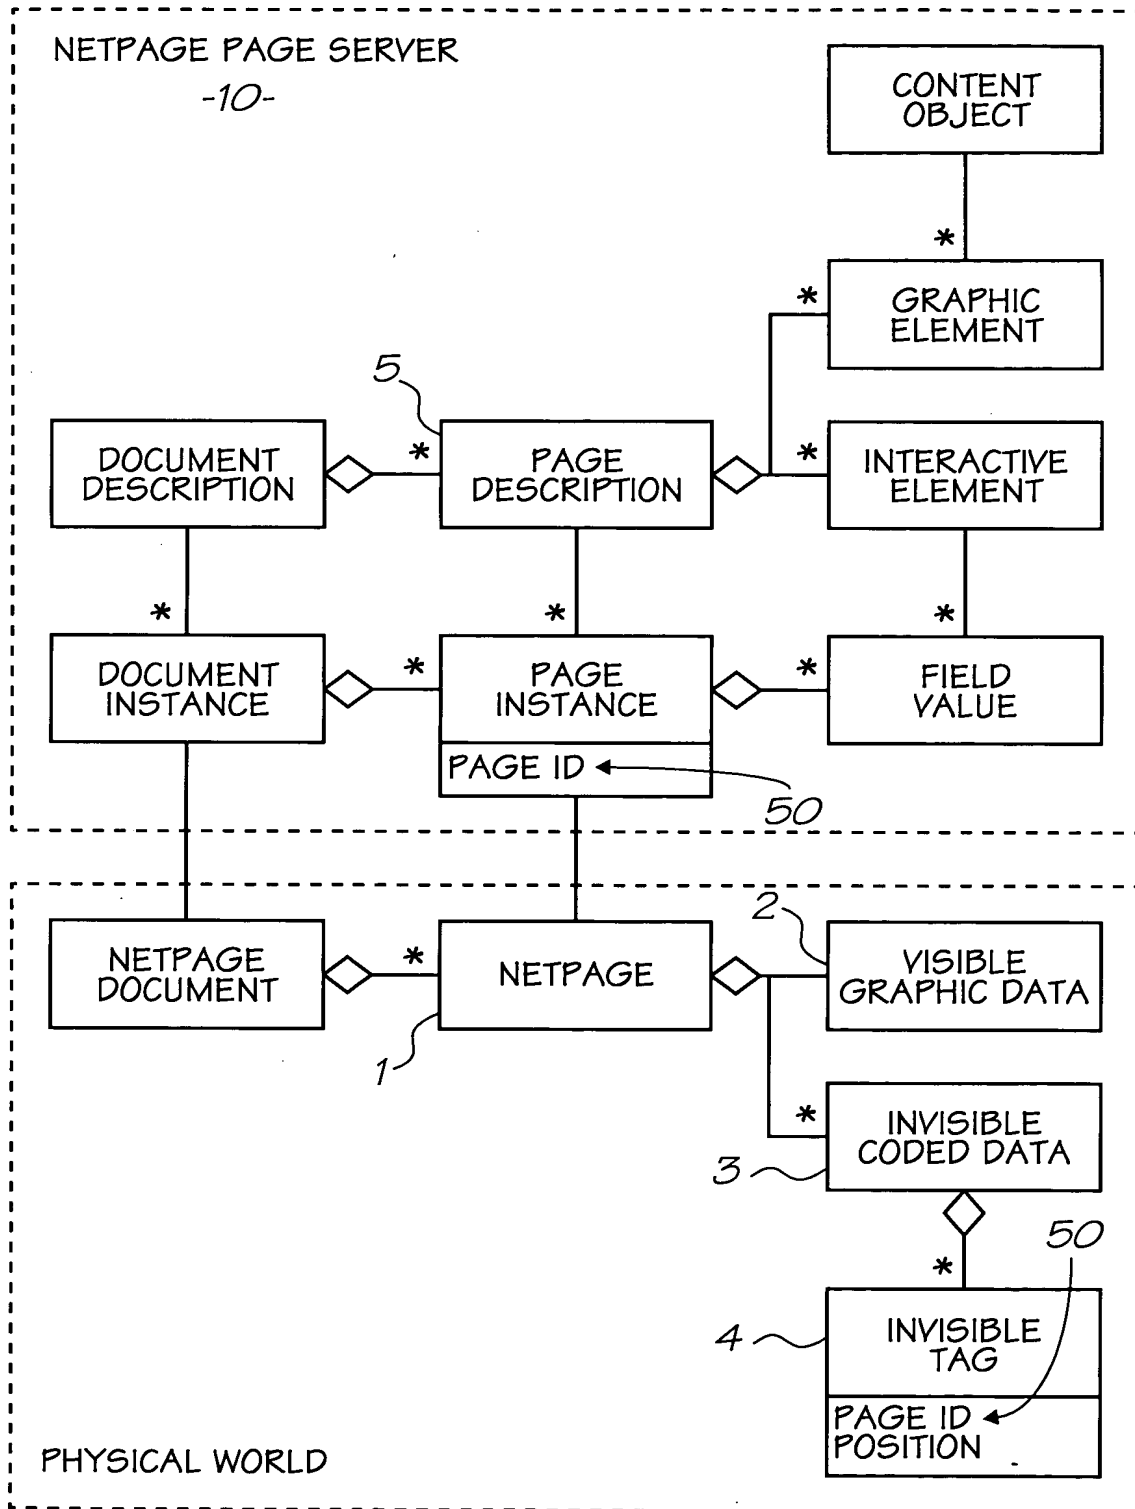 NETPAGE PAGE SERVER
-10-
CONTENT
OBJECT
*
*
GRAPHIC
ELEMENT
5
DOCUMENT
DESCRIPTION
*
PAGE
DESCRIPTION
*
INTERACTIVE
ELEMENT
*
*
*
DOCUMENT
INSTANCE
*
PAGE
INSTANCE
*
FIELD
VALUE
PAGE ID
50
NETPAGE
DOCUMENT
*
NETPAGE
1
2
VISIBLE
GRAPHIC DATA
*
INVISIBLE
CODED DATA
3
*
50
4
INVISIBLE
TAG
PAGE ID
POSITION
PHYSICAL WORLD